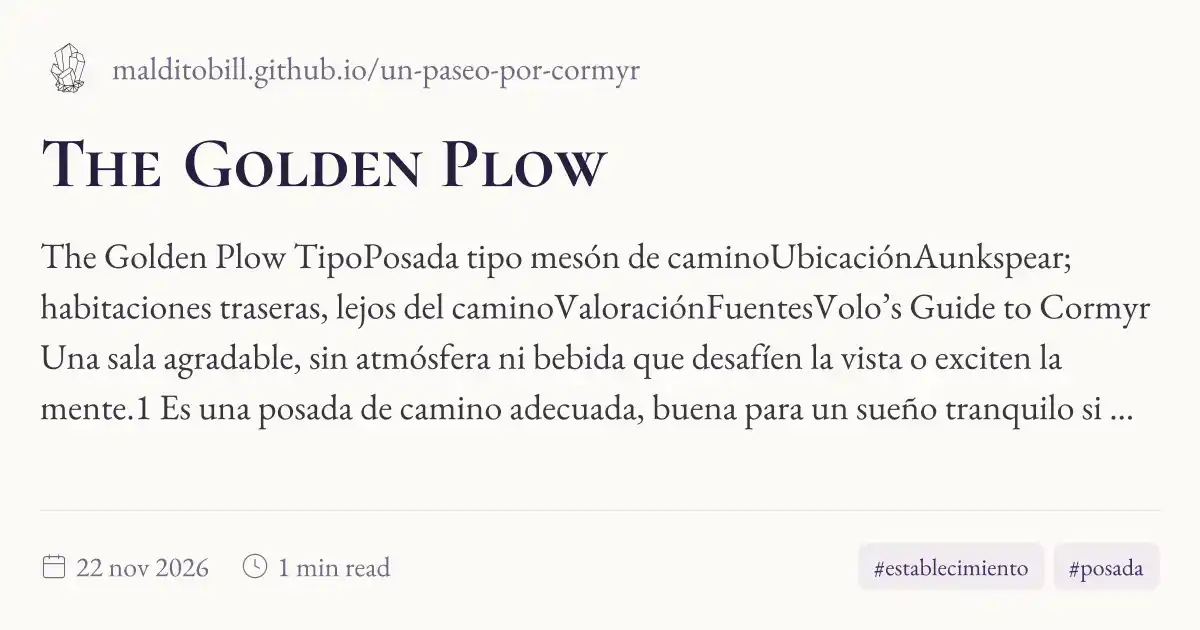 malditobill.github.io/un-paseo-por-cormyr
The Golden Plow
The Golden Plow TipoPosada tipo mesón de caminoUbicaciónAunkspear;
habitaciones traseras, lejos del caminoValoraciónFuentesVolo’s Guide to Cormyr
Una sala agradable, sin atmósfera ni bebida que desafíen la vista o exciten la
mente.1 Es una posada de camino adecuada, buena para un sueño tranquilo si ...
22 nov 2026
1 min read
#establecimiento
#posada